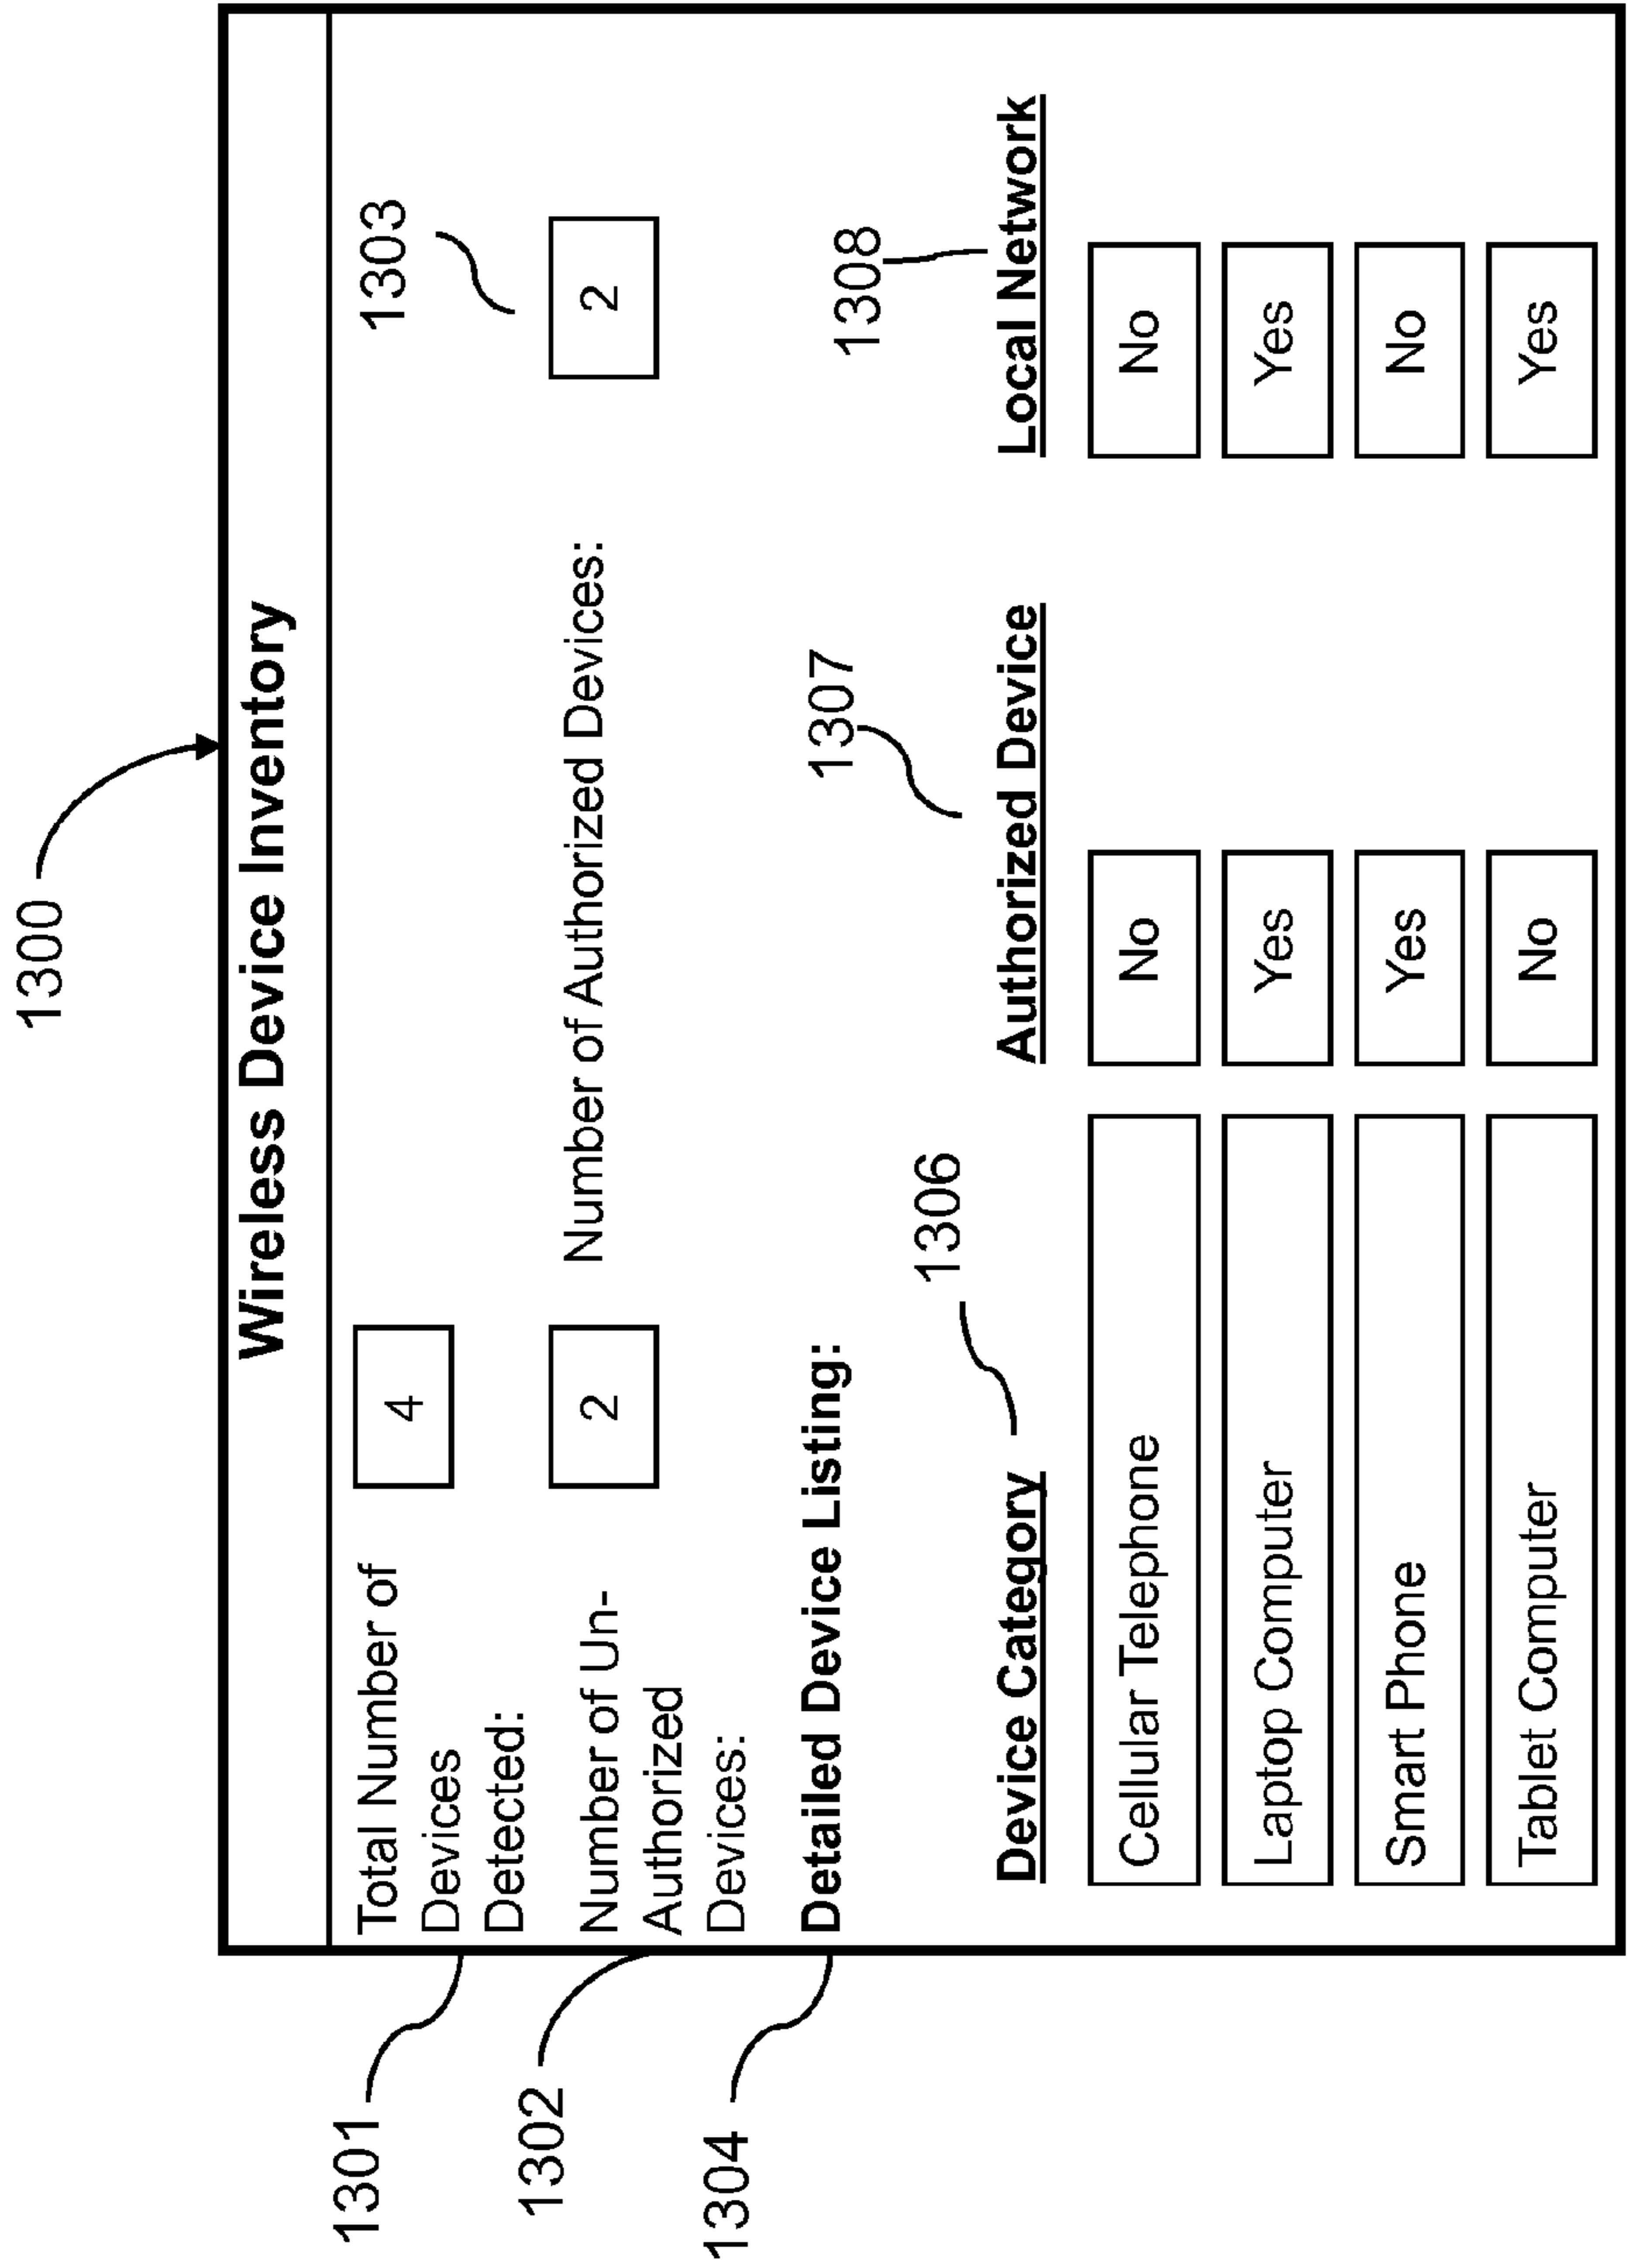 1300
Wireless Device Inventory
1301
Total Number of
Devices
Detected:
4
1303
1302
Number of Un-
Authorized
Devices:
2
Number of Authorized Devices:
2
1304
Detailed Device Listing:
1306
1307
1308
Device Category Authorized Device Local Network
Cellular Telephone No No
Laptop Computer Yes Yes
Smart Phone Yes No
Tablet Computer No Yes